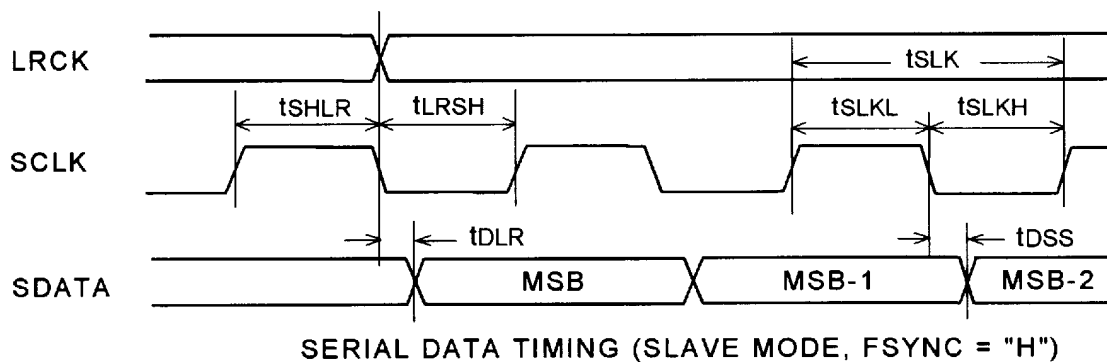 LRCK
tSLK
tSHLR
tLRSH
tSLKL
tSLKH
SCLK
tDLR
tDSS
SDATA
MSB
MSB-1
MSB-2
SERIAL DATA TIMING (SLAVE MODE, FSYNC = "H")